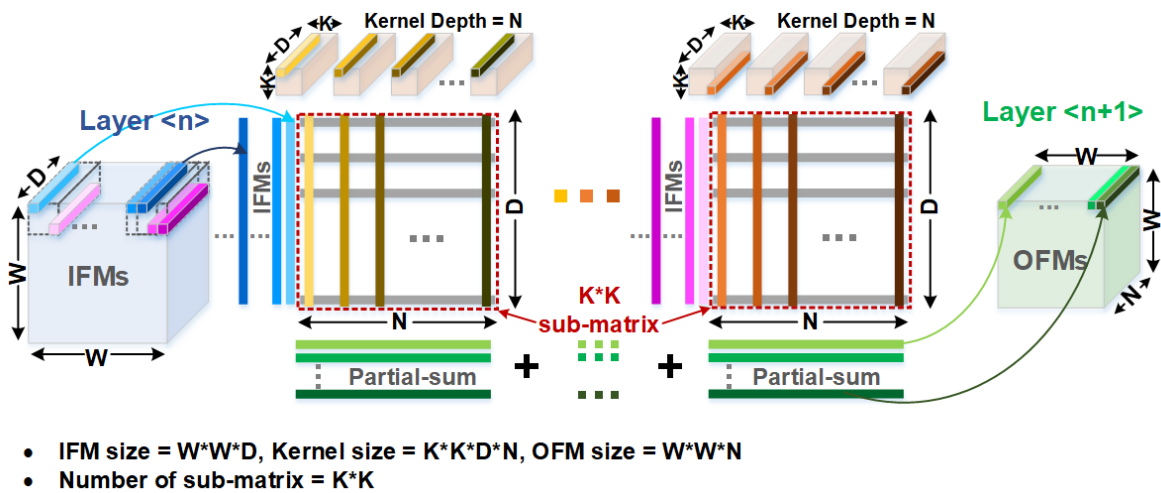 K
Kernel Depth = N
K
Kernel Depth = N
D
D
K
K
Layer <n>
Layer <n+1>
D
W
IFMs
D
IFMs
D
W
IFMs
W
OFMs
N
K*K
sub-matrix
N
N
W
Partial-sum
+
+
Partial-sum
• IFM size = W*W*D, Kernel size = K*K*D*N, OFM size = W*W*N
• Number of sub-matrix = K*K